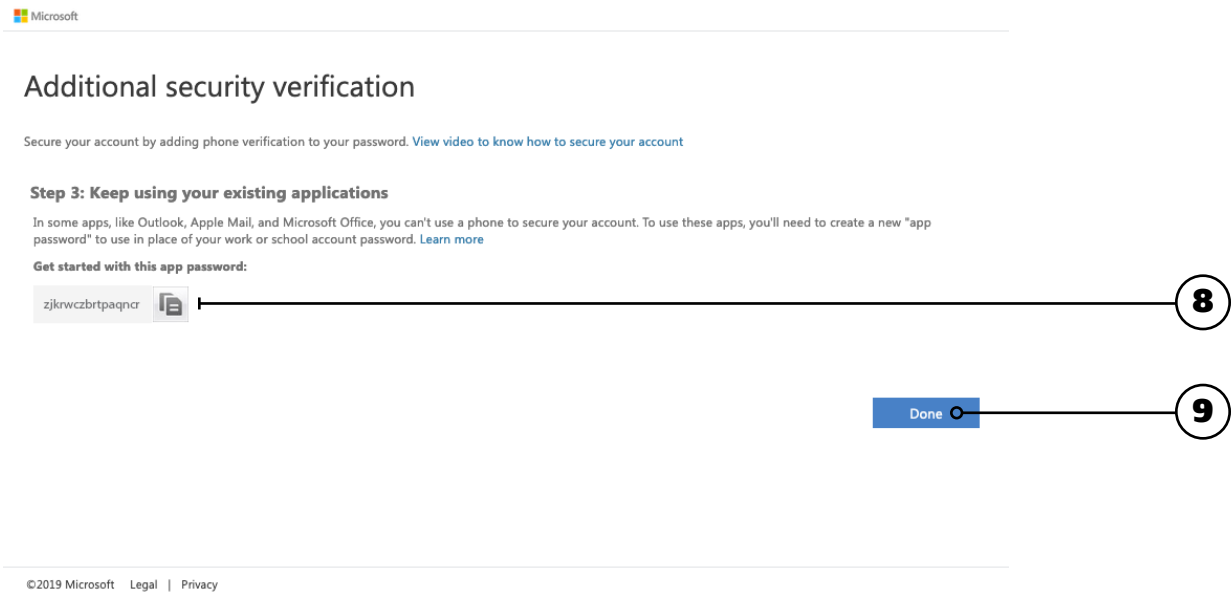 Microsoft
Additional security verification
Secure your account by adding phone verification to your password. View video to know how to secure your account
Step 3: Keep using your existing applications
In some apps, like Outlook, Apple Mail, and Microsoft Office, you can't use a phone to secure your account. To use these apps, you'll need to create a new "app
password" to use in place of your work or school account password. Learn more
Get started with this app password:
zjkrwczbrtpaqncr
8
Done
9
©2019 Microsoft Legal | Privacy